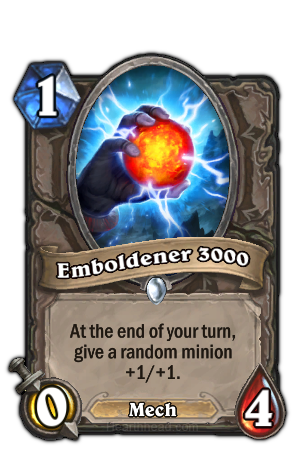 1
Emboldener 3000
At the end of your turn,
give a random minion
+1/+1.
0
Mech
4